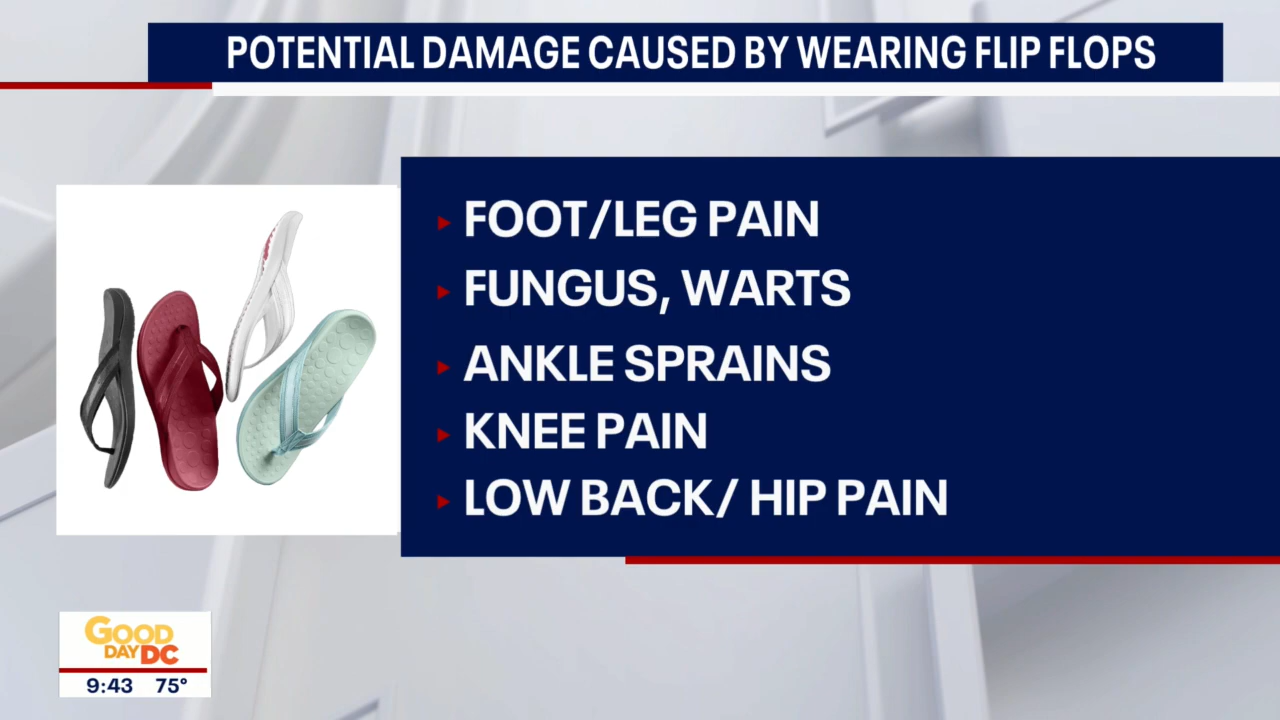 POTENTIAL DAMAGE CAUSED BY WEARING FLIP FLOPS
FOOT/LEG PAIN
FUNGUS, WARTS
ANKLE SPRAINS
KNEE PAIN
LOW BACK/ HIP PAIN
GOOD
DAY DC
9:43 75°